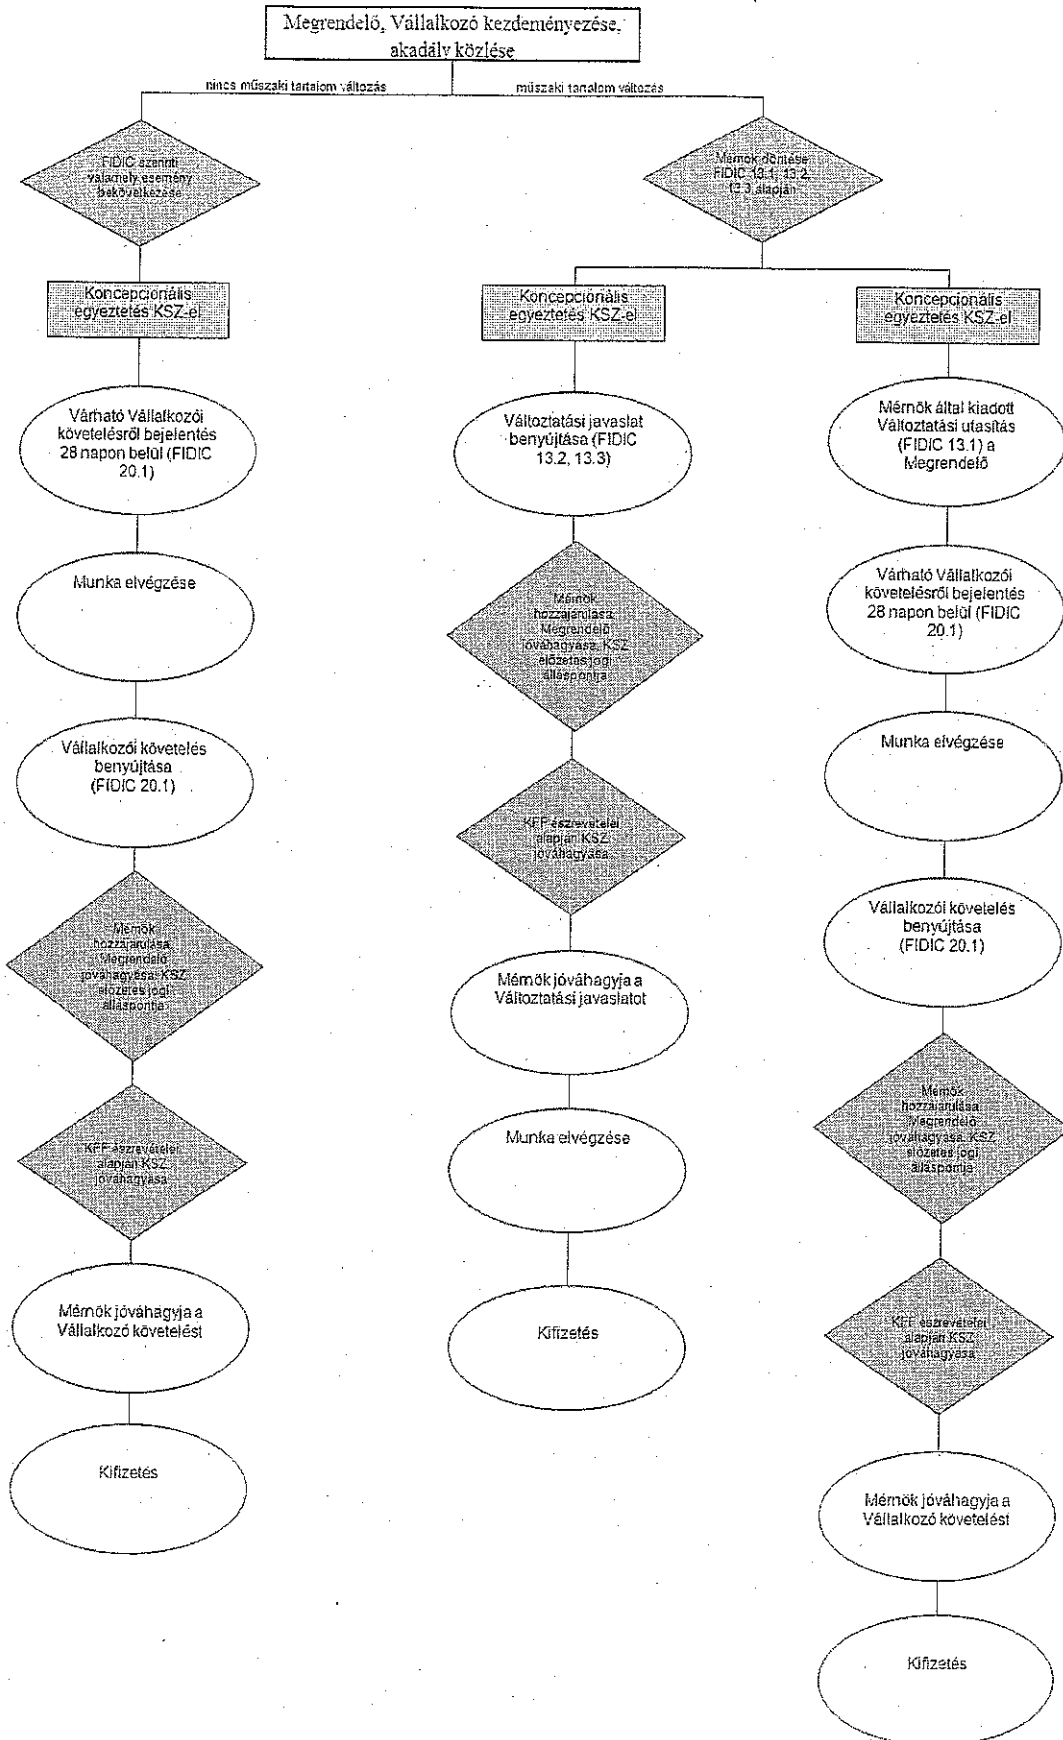 Megrendelő, Vállalkozó kezdeményezése,
akadály közlése
nincs műszaki tartalom változás
műszaki tartalom változás
FIDIC szerinti
valamely esemény
bekövetkezése
Mérnök döntése
FIDIC 13.1, 13.2,
13.3 alapján
Koncepcionális
egyeztetés KSZ-el
Koncepcionális
egyeztetés KSZ-el
Koncepcionális
egyeztetés KSZ-el
Várható Vállalkozói
követelésről bejelentés
28 napon belül (FIDIC
20.1)
Munka elvégzése
Vállalkozói követelés
benyújtása
(FIDIC 20.1)
Mérnök
hozzájárulása,
Megrendelő
jóváhagyása, KSZ
előzetes jogi
álláspontja
KFF észrevételei
alapján KSZ
jóváhagyása
Mérnök jóváhagyja a
Vállalkozó követelést
Kifizetés
Változtatási javaslat
benyújtása (FIDIC
13.2, 13.3)
Mérnök
hozzájárulása,
Megrendelő
jóváhagyása, KSZ
előzetes jogi
álláspontja
KFF észrevételei
alapján KSZ
jóváhagyása
Mérnök jóváhagyja a
Változtatási javaslatot
Munka elvégzése
Kifizetés
Mérnök által kiadott
Változtatási utasítás
(FIDIC 13.1) a
Megrendelő
Várható Vállalkozói
követelésről bejelentés
28 napon belül (FIDIC
20.1)
Munka elvégzése
Vállalkozói követelés
benyújtása
(FIDIC 20.1)
Mérnök
hozzájárulása,
Megrendelő
jóváhagyása, KSZ
előzetes jogi
álláspontja
KFF észrevételei
alapján KSZ
jóváhagyása
Mérnök jóváhagyja a
Vállalkozó követelést
Kifizetés